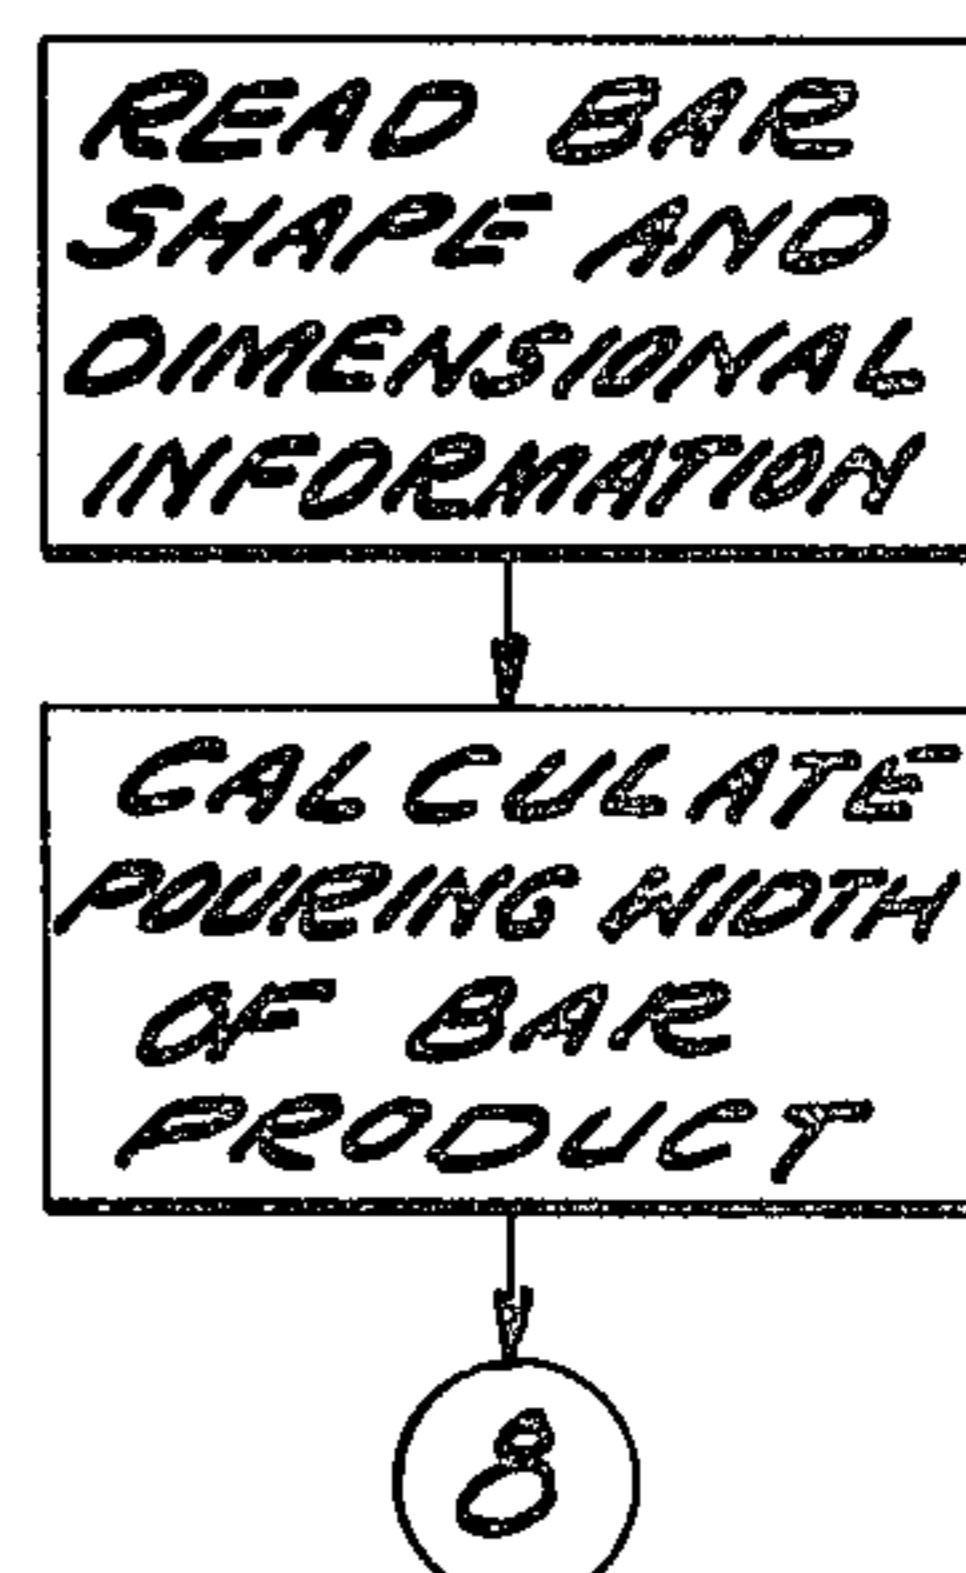 READ BAR
SHAPE AND
DIMENSIONAL
INFORMATION
CALCULATE
POURING WIDTH
OF BAR
PRODUCT
8